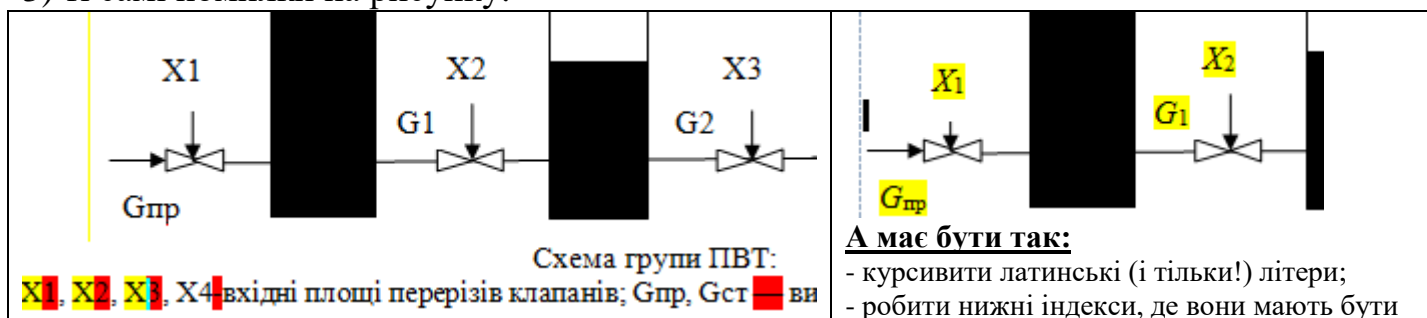 X1
X2
X3
G1
G2
Gпр
Схема групи ПВТ:
X1, X2, X3, X4-вхідні площі перерізів клапанів; Gпр, Gст — ви
X1
X2
G1
Gпр
А має бути так:
- курсивити латинські (і тільки!) літери;
- робити нижні індекси, де вони мають бути